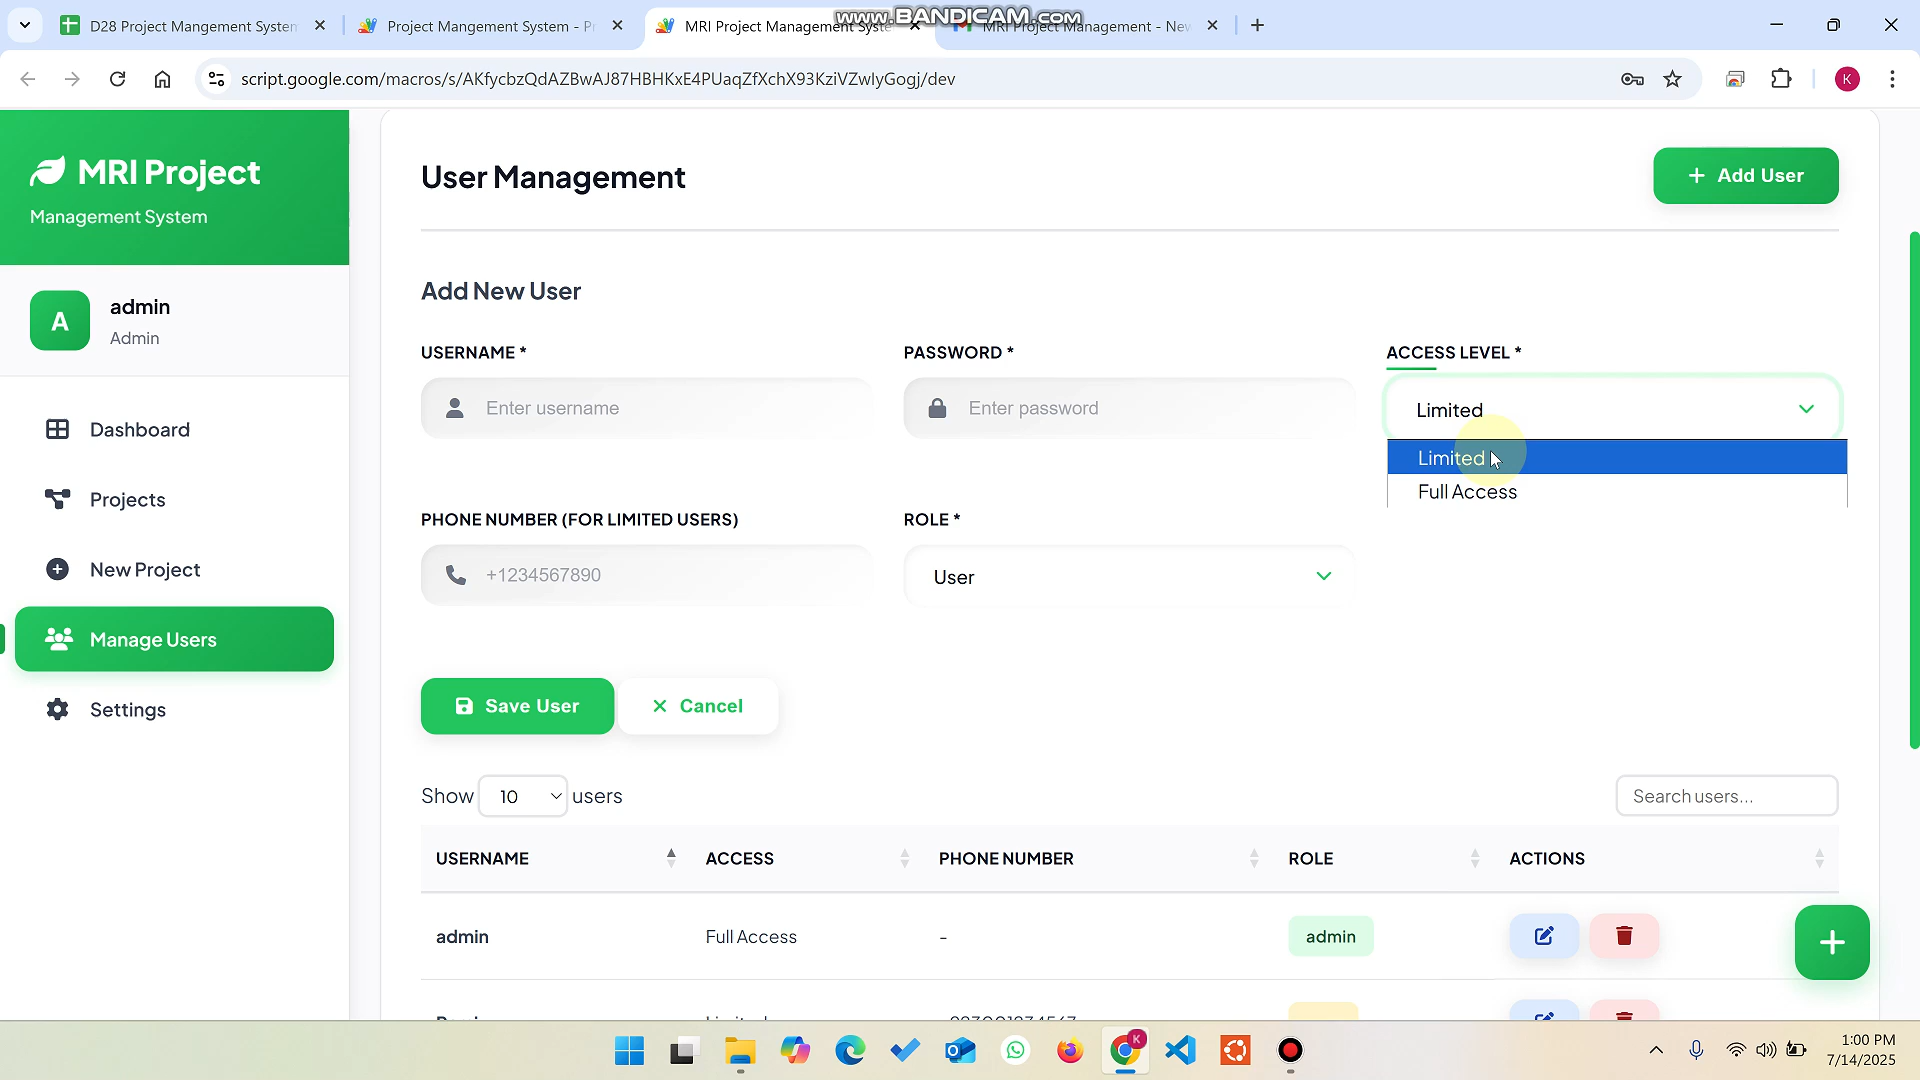 D28 Project Mangement System
Project Mangement System - Pr
MRI Project Management Syste
MRI Project Management - New
www.BANDICAM.com
script.google.com/macros/s/AKfycbzQdAZBwAJ87HBHKxE4PUaqZfXchX93KziVZwIyGogj/dev
K
MRI Project
Management System
A
admin
Admin
Dashboard
Projects
New Project
Manage Users
Settings
User Management
+ Add User
Add New User
USERNAME *
PASSWORD *
ACCESS LEVEL *
Enter username
Enter password
Limited
Limited
Full Access
PHONE NUMBER (FOR LIMITED USERS)
ROLE *
+1234567890
User
Save User
Cancel
Show 10 users
Search users...
USERNAME
ACCESS
PHONE NUMBER
ROLE
ACTIONS
admin
Full Access
-
admin
1:00 PM
7/14/2025